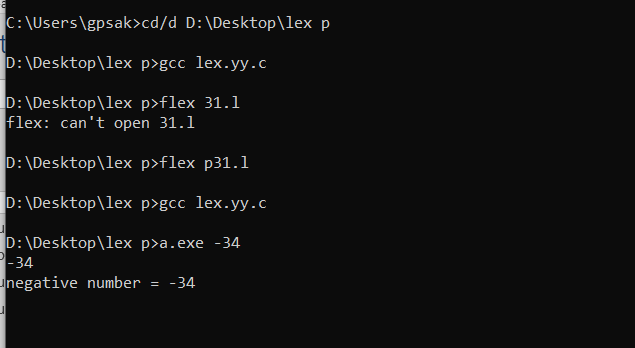 C:\Users\gpsak>cd/d D:\Desktop\lex p
D:\Desktop\lex p>gcc lex.yy.c
D:\Desktop\lex p>flex 31.l
flex: can't open 31.l
D:\Desktop\lex p>flex p31.l
D:\Desktop\lex p>gcc lex.yy.c
D:\Desktop\lex p>a.exe -34
-34
negative number = -34